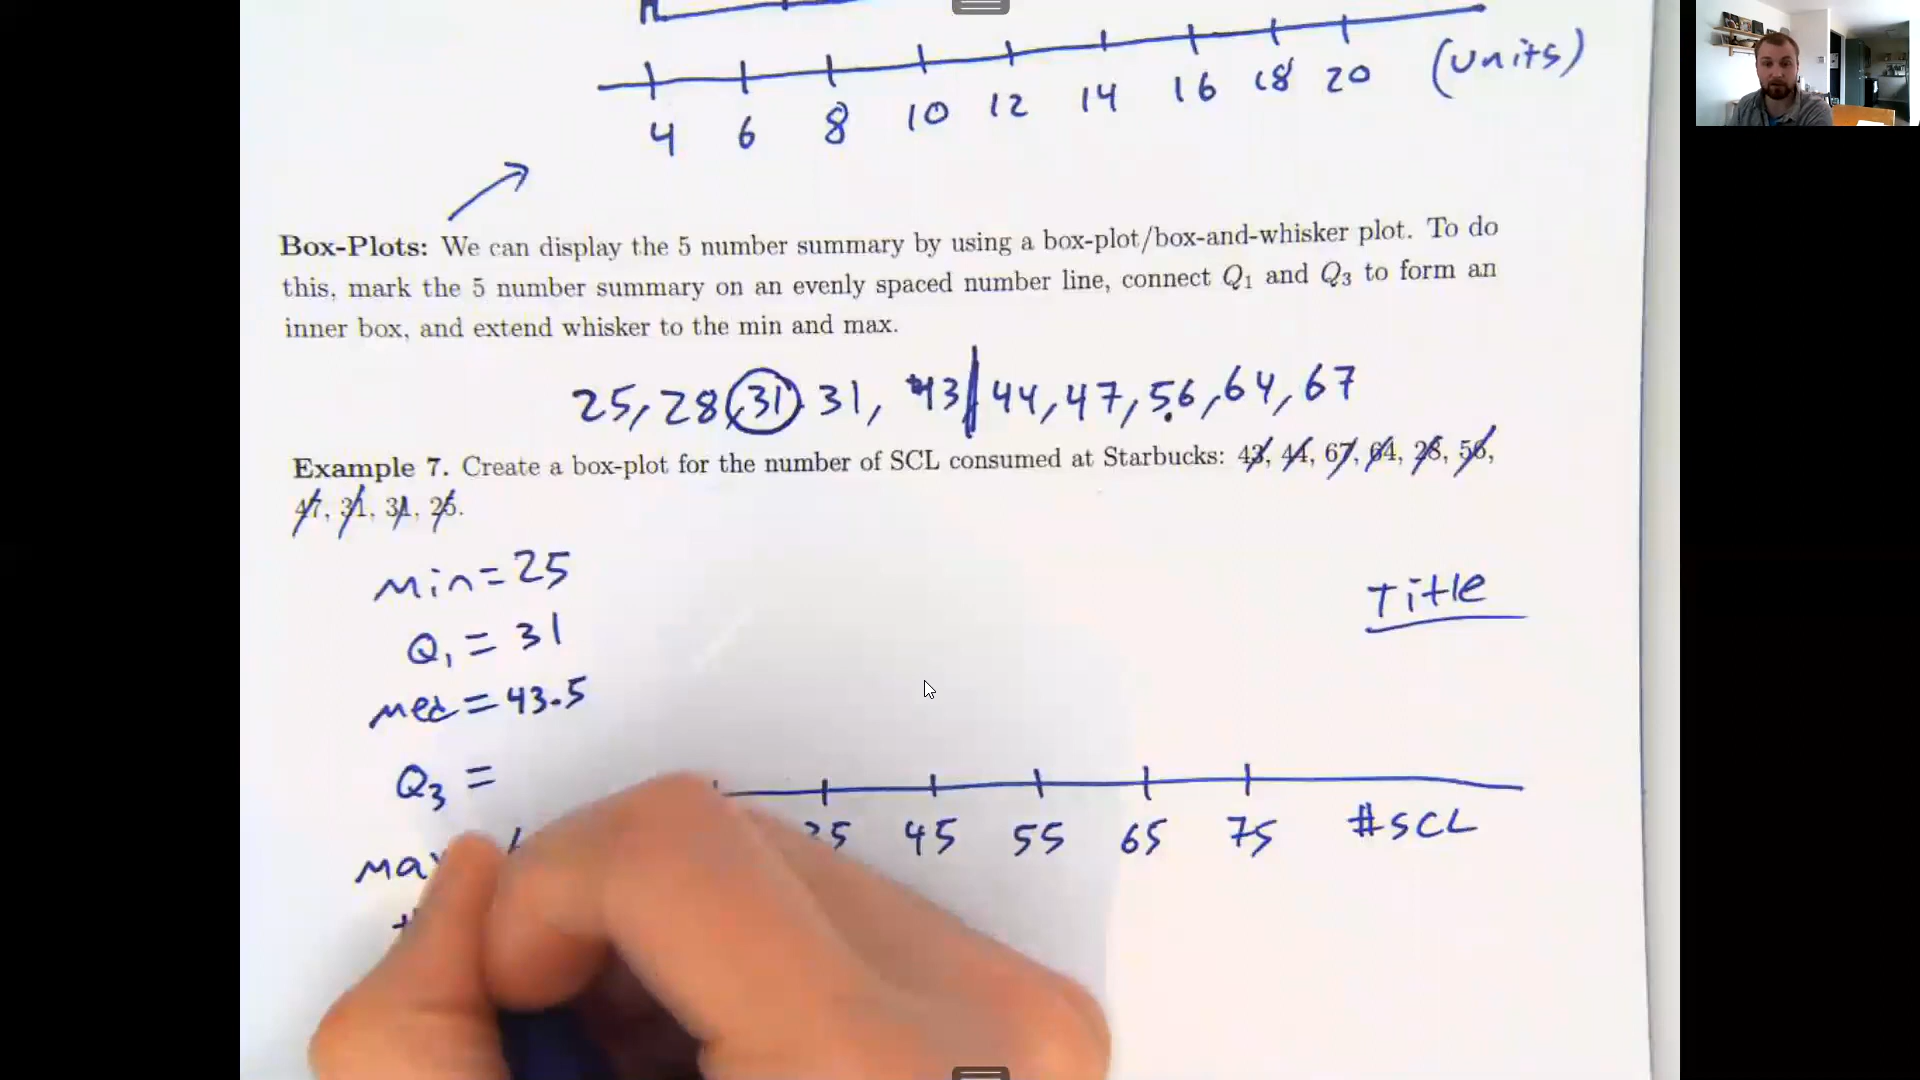 4 6 8 10 12 14 16 18 20 (units)
Box-Plots: We can display the 5 number summary by using a box-plot/box-and-whisker plot. To do
this, mark the 5 number summary on an evenly spaced number line, connect Q1 and Q3 to form an
inner box, and extend whisker to the min and max.
25, 28, 31, 31, 43 | 44, 47, 56, 64, 67
Example 7. Create a box-plot for the number of SCL consumed at Starbucks: 43, 44, 67, 64, 28, 56,
47, 31, 31, 25.
Min = 25
Title
Q1 = 31
med = 43.5
Q3 =
45 55 65 75 #SCL